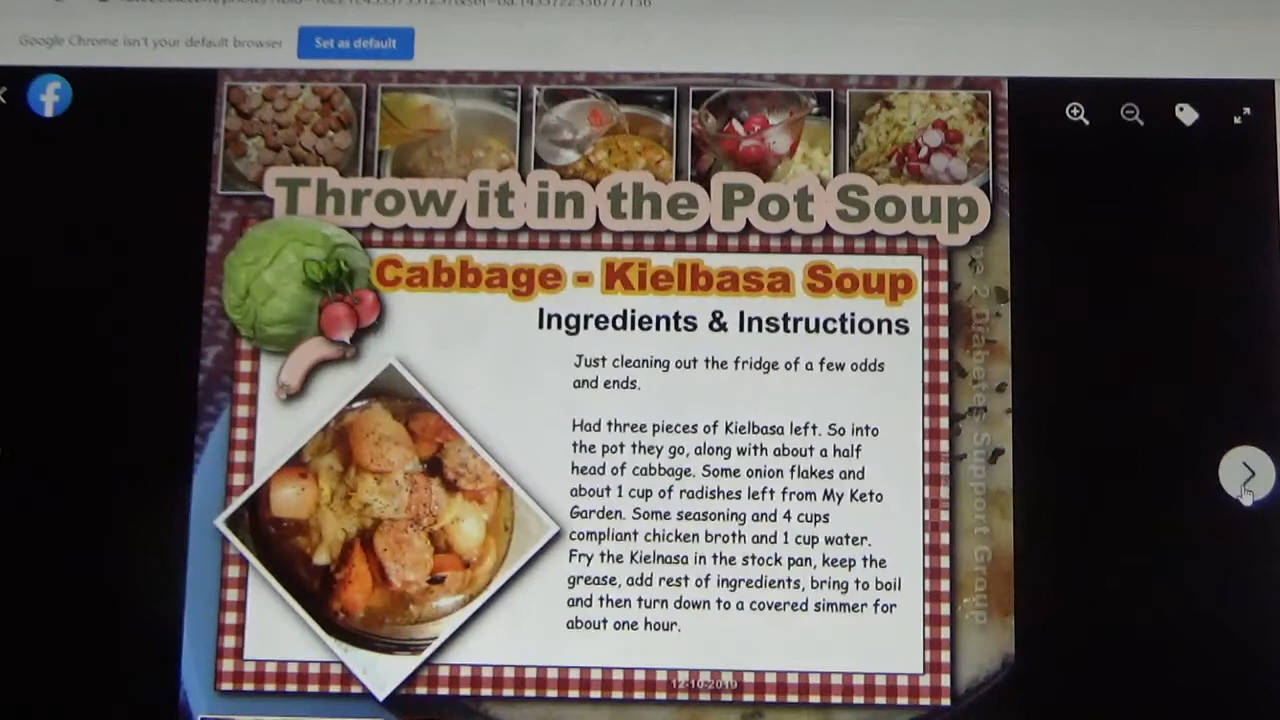 Google Chrome isn't your default browser
Set as default
Throw it in the Pot Soup
Cabbage - Kielbasa Soup
Ingredients & Instructions
Just cleaning out the fridge of a few odds
and ends.
Had three pieces of Kielbasa left. So into
the pot they go, along with about a half
head of cabbage. Some onion flakes and
about 1 cup of radishes left from My Keto
Garden. Some seasoning and 4 cups
compliant chicken broth and 1 cup water.
Fry the Kielnasa in the stock pan, keep the
grease, add rest of ingredients, bring to boil
and then turn down to a covered simmer for
about one hour.
12-10-2019
2 Diabetes Support Group